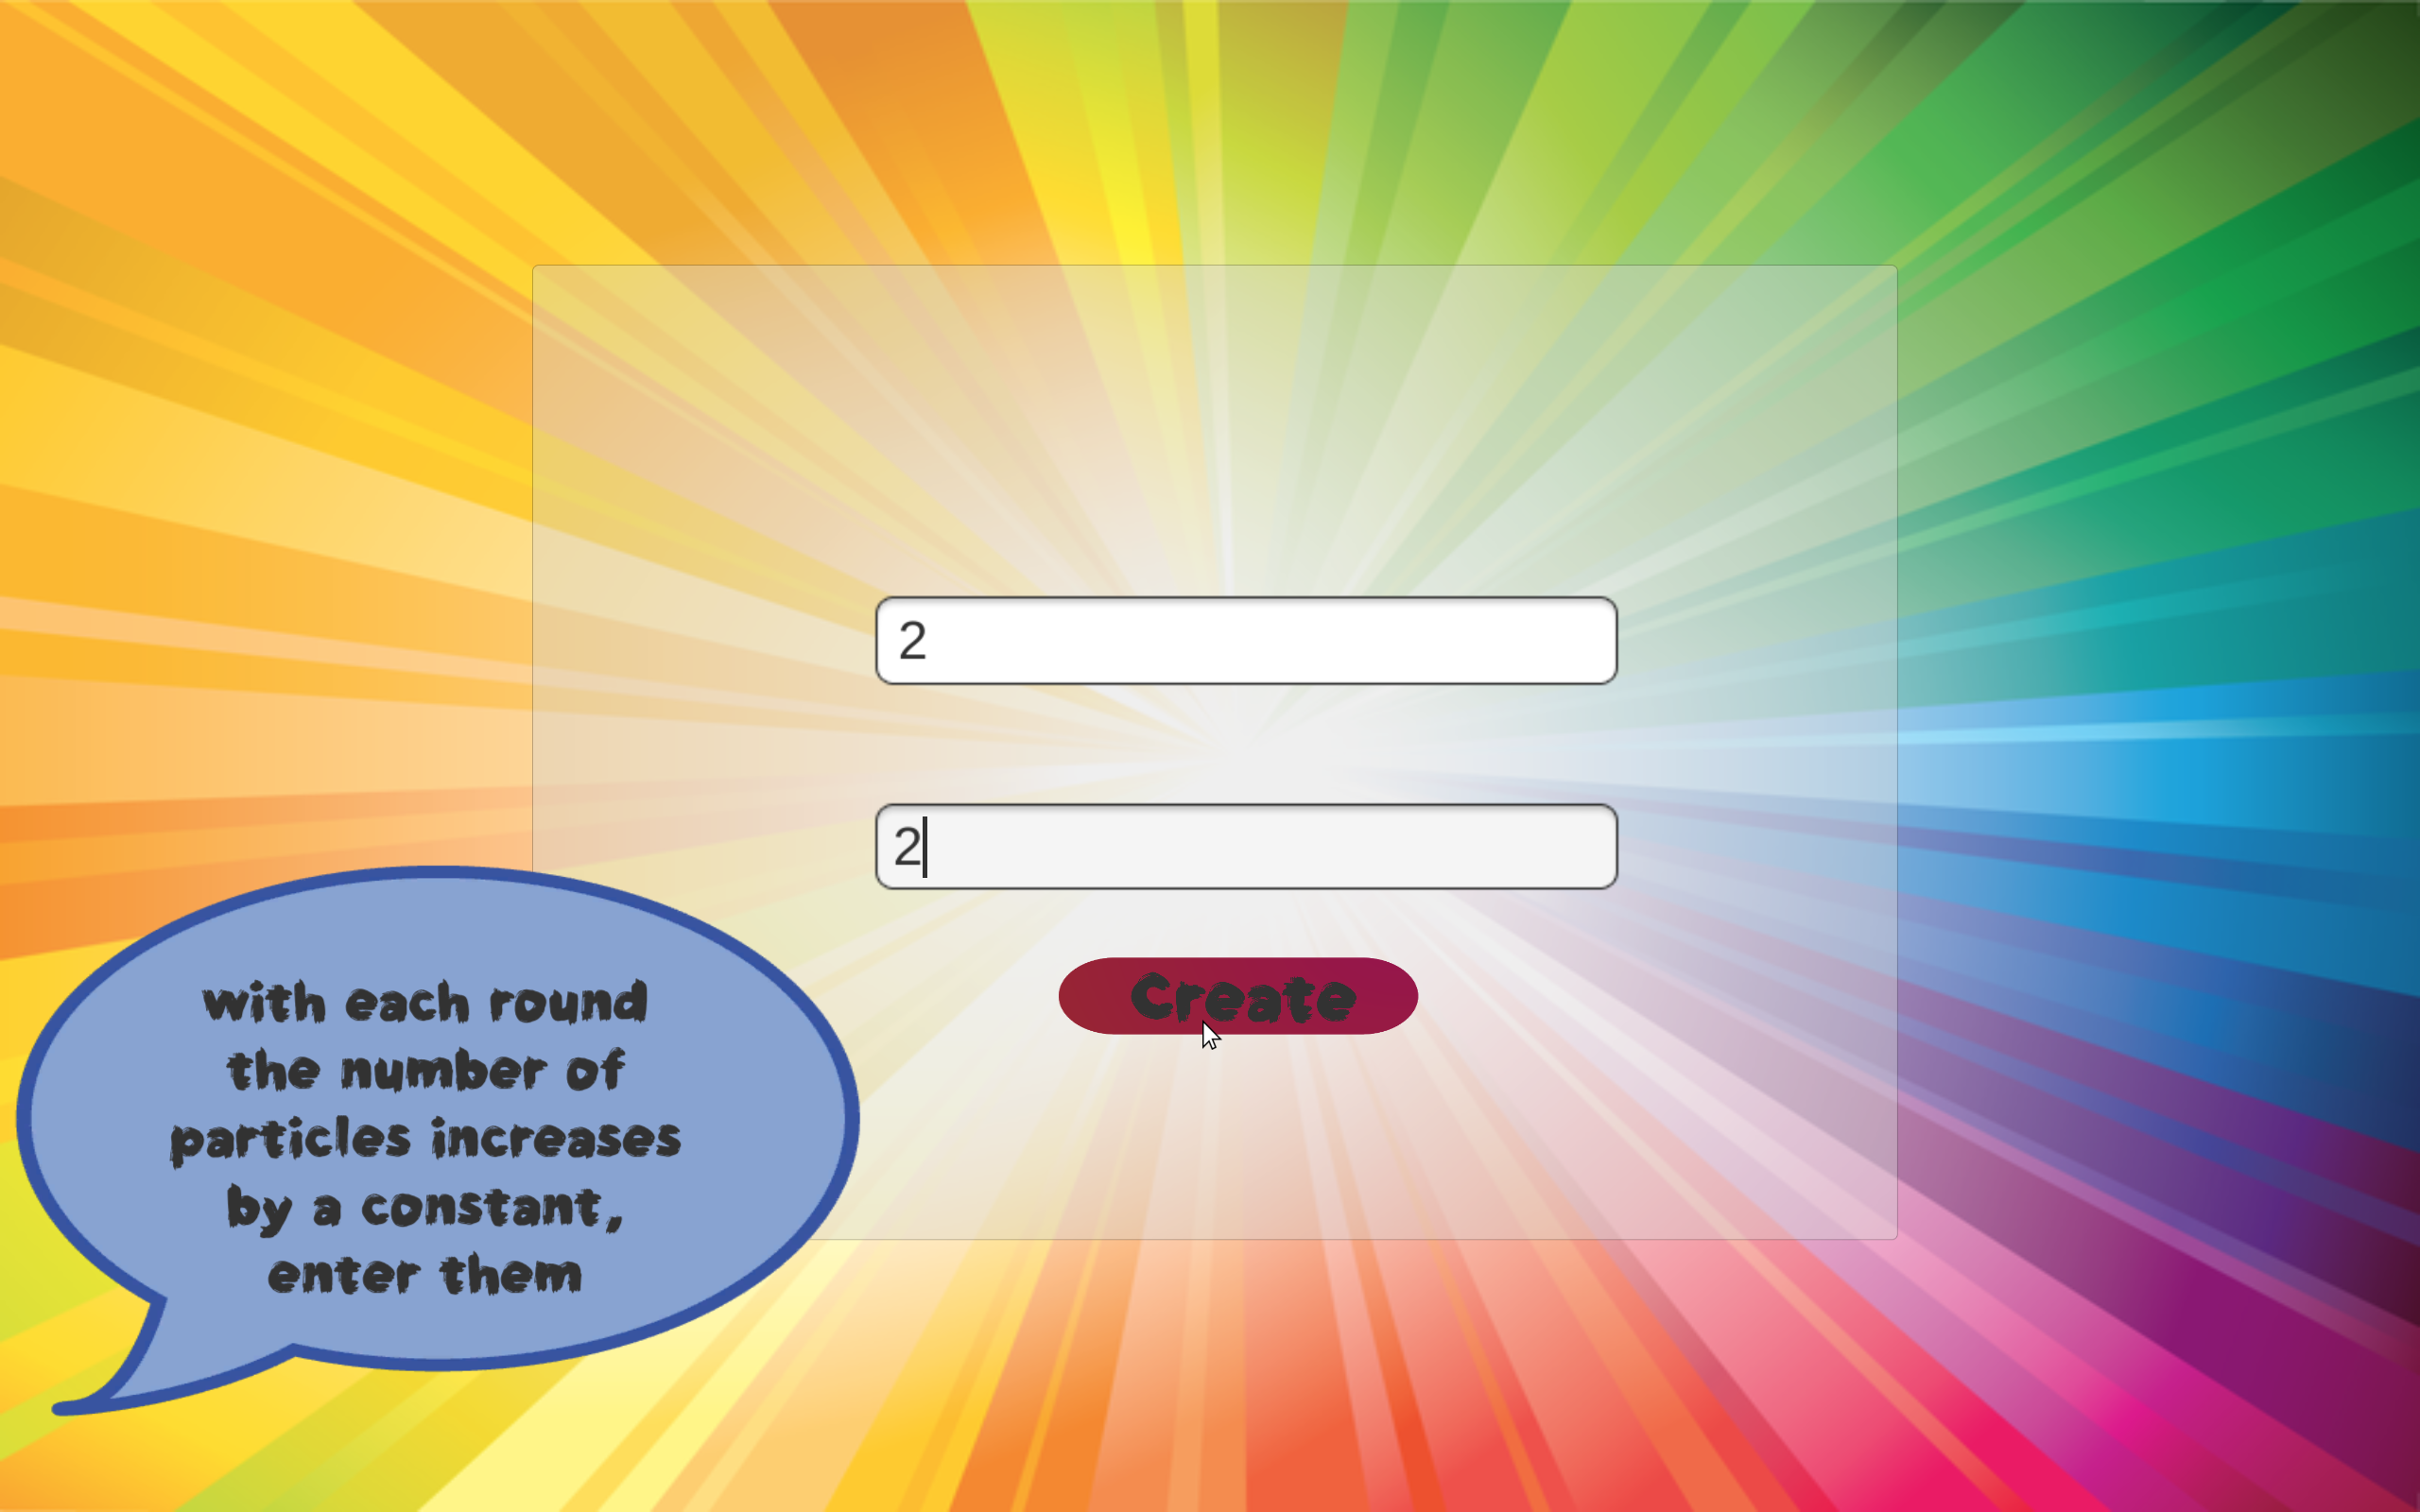 2
2
Create
with each round
the number of
particles increases
by a constant,
enter them